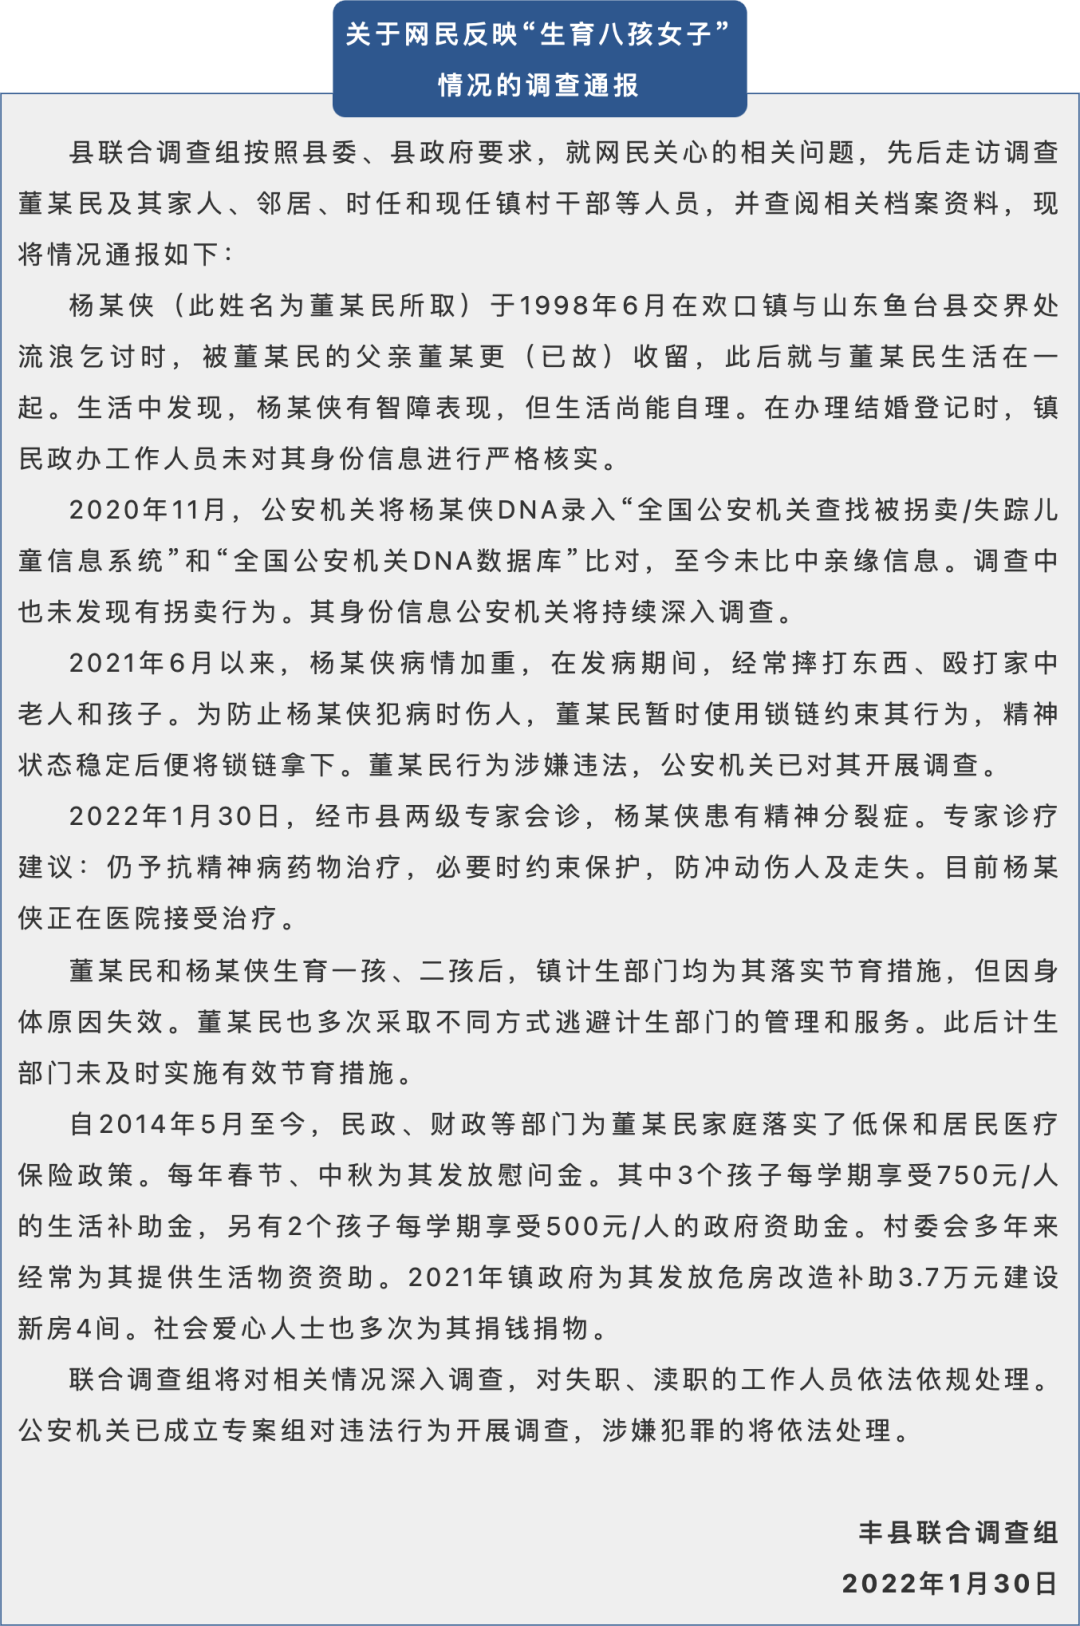 关于网民反映“生育八孩女子”
情况的调查通报
县联合调查组按照县委、县政府要求，就网民关心的相关问题，先后走访调查
董某民及其家人、邻居、时任和现任镇村干部等人员，并查阅相关档案资料，现
将情况通报如下：
杨某侠（此姓名为董某民所取）于1998年6月在欢口镇与山东鱼台县交界处
流浪乞讨时，被董某民的父亲董某更（已故）收留，此后就与董某民生活在一
起。生活中发现，杨某侠有智障表现，但生活尚能自理。在办理结婚登记时，镇
民政办工作人员未对其身份信息进行严格核实。
2020年11月，公安机关将杨某侠DNA录入“全国公安机关查找被拐卖/失踪儿
童信息系统”和“全国公安机关DNA数据库”比对，至今未比中亲缘信息。调查中
也未发现有拐卖行为。其身份信息公安机关将持续深入调查。
2021年6月以来，杨某侠病情加重，在发病期间，经常摔打东西、殴打家中
老人和孩子。为防止杨某侠犯病时伤人，董某民暂时使用锁链约束其行为，精神
状态稳定后便将锁链拿下。董某民行为涉嫌违法，公安机关已对其开展调查。
2022年1月30日，经市县两级专家会诊，杨某侠患有精神分裂症。专家诊疗
建议：仍予抗精神病药物治疗，必要时约束保护，防冲动伤人及走失。目前杨某
侠正在医院接受治疗。
董某民和杨某侠生育一孩、二孩后，镇计生部门均为其落实节育措施，但因身
体原因失效。董某民也多次采取不同方式逃避计生部门的管理和服务。此后计生
部门未及时实施有效节育措施。
自2014年5月至今，民政、财政等部门为董某民家庭落实了低保和居民医疗
保险政策。每年春节、中秋为其发放慰问金。其中3个孩子每学期享受750元/人
的生活补助金，另有2个孩子每学期享受500元/人的政府资助金。村委会多年来
经常为其提供生活物资资助。2021年镇政府为其发放危房改造补助3.7万元建设
新房4间。社会爱心人士也多次为其捐钱捐物。
联合调查组将对相关情况深入调查，对失职、渎职的工作人员依法依规处理。
公安机关已成立专案组对违法行为开展调查，涉嫌犯罪的将依法处理。
丰县联合调查组
2022年1月30日